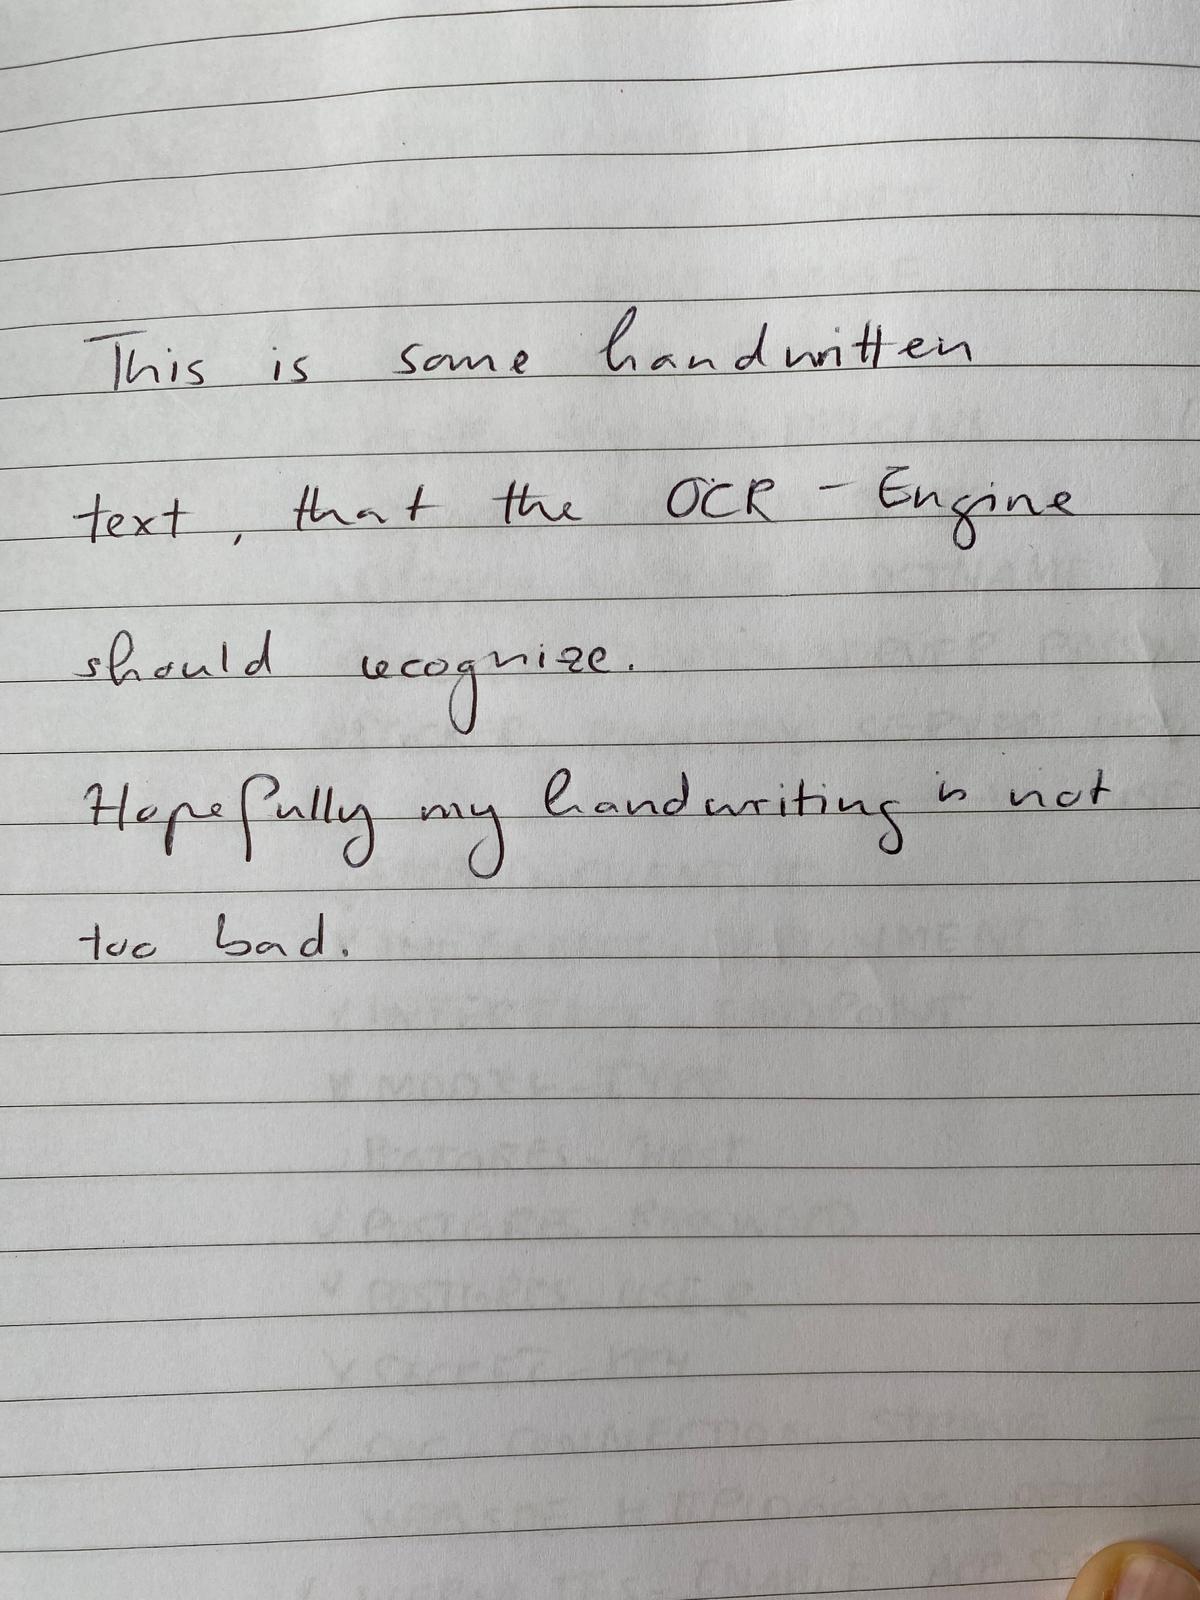 This is some handwritten
text, that the OCR - Engine
should recognize.
Hopefully my handwriting is not
too bad.